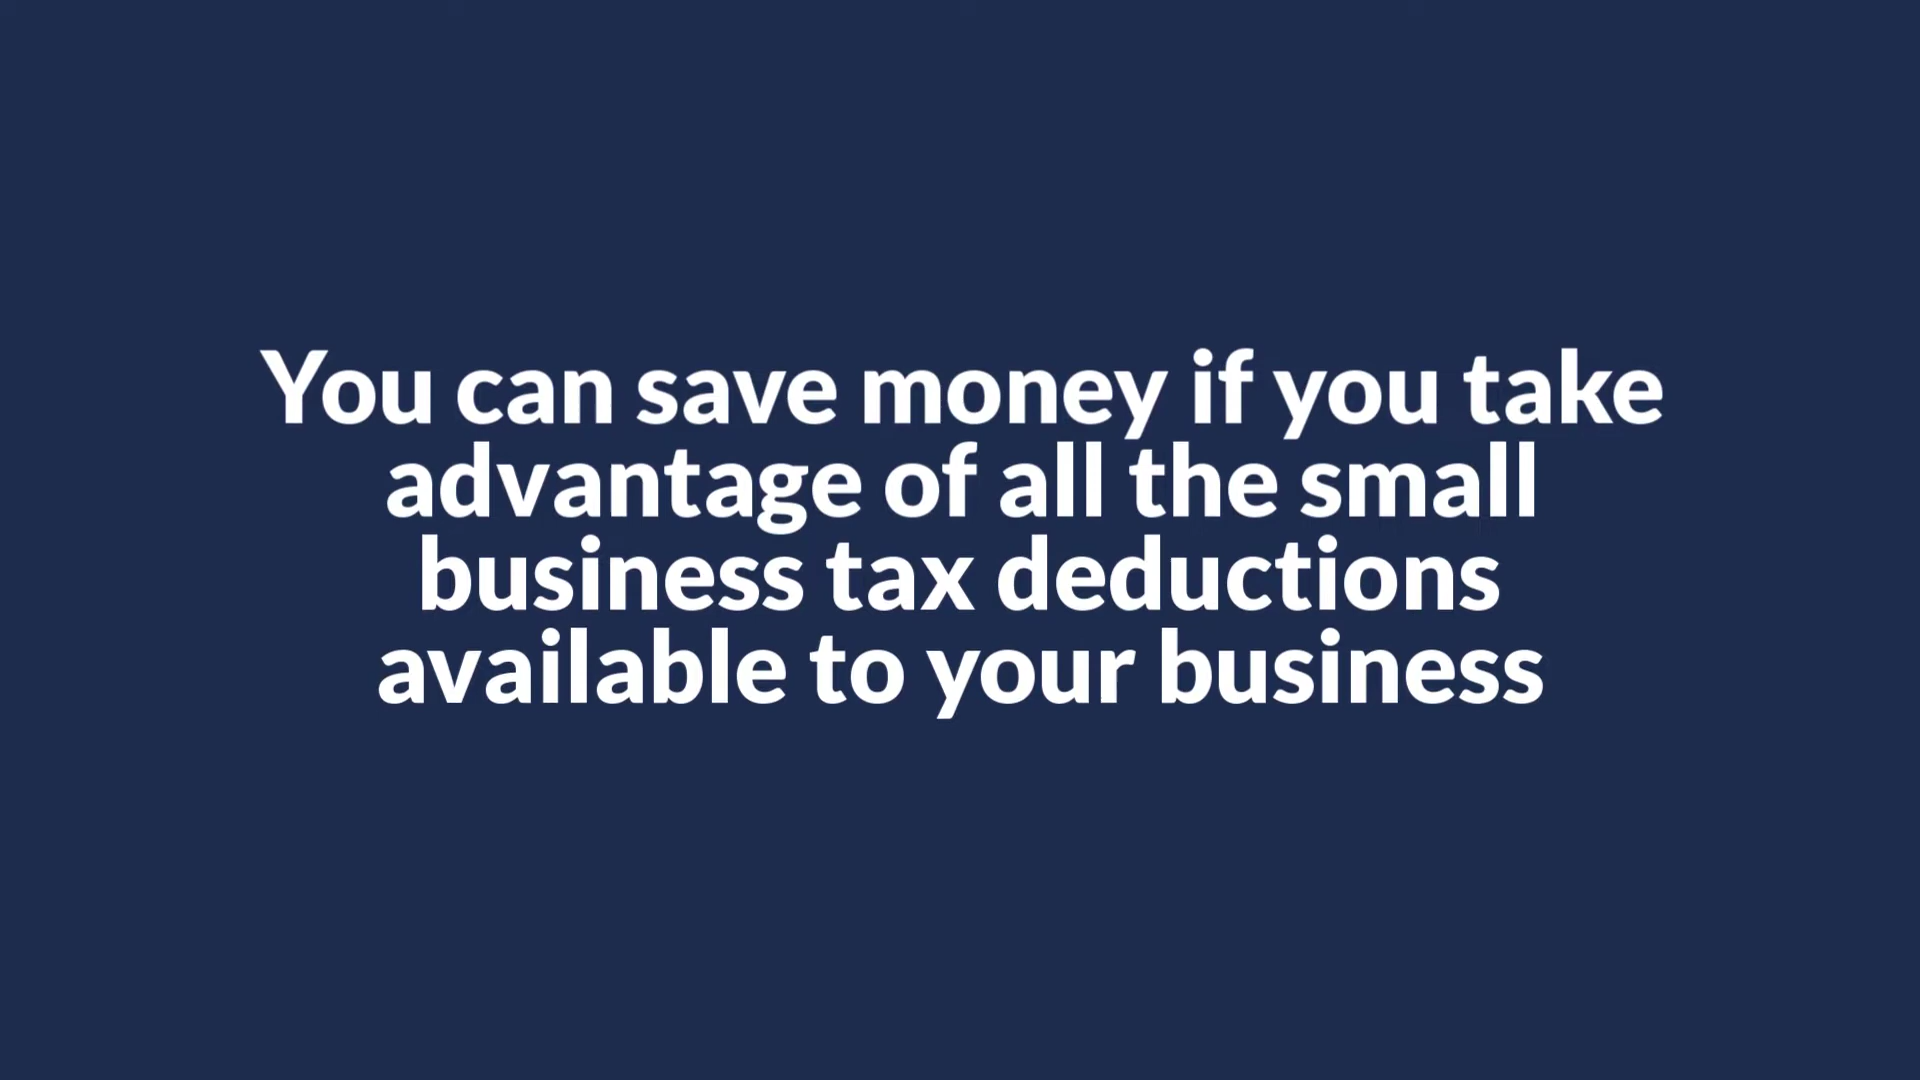 You can save money if you take
advantage of all the small
business tax deductions
available to your business